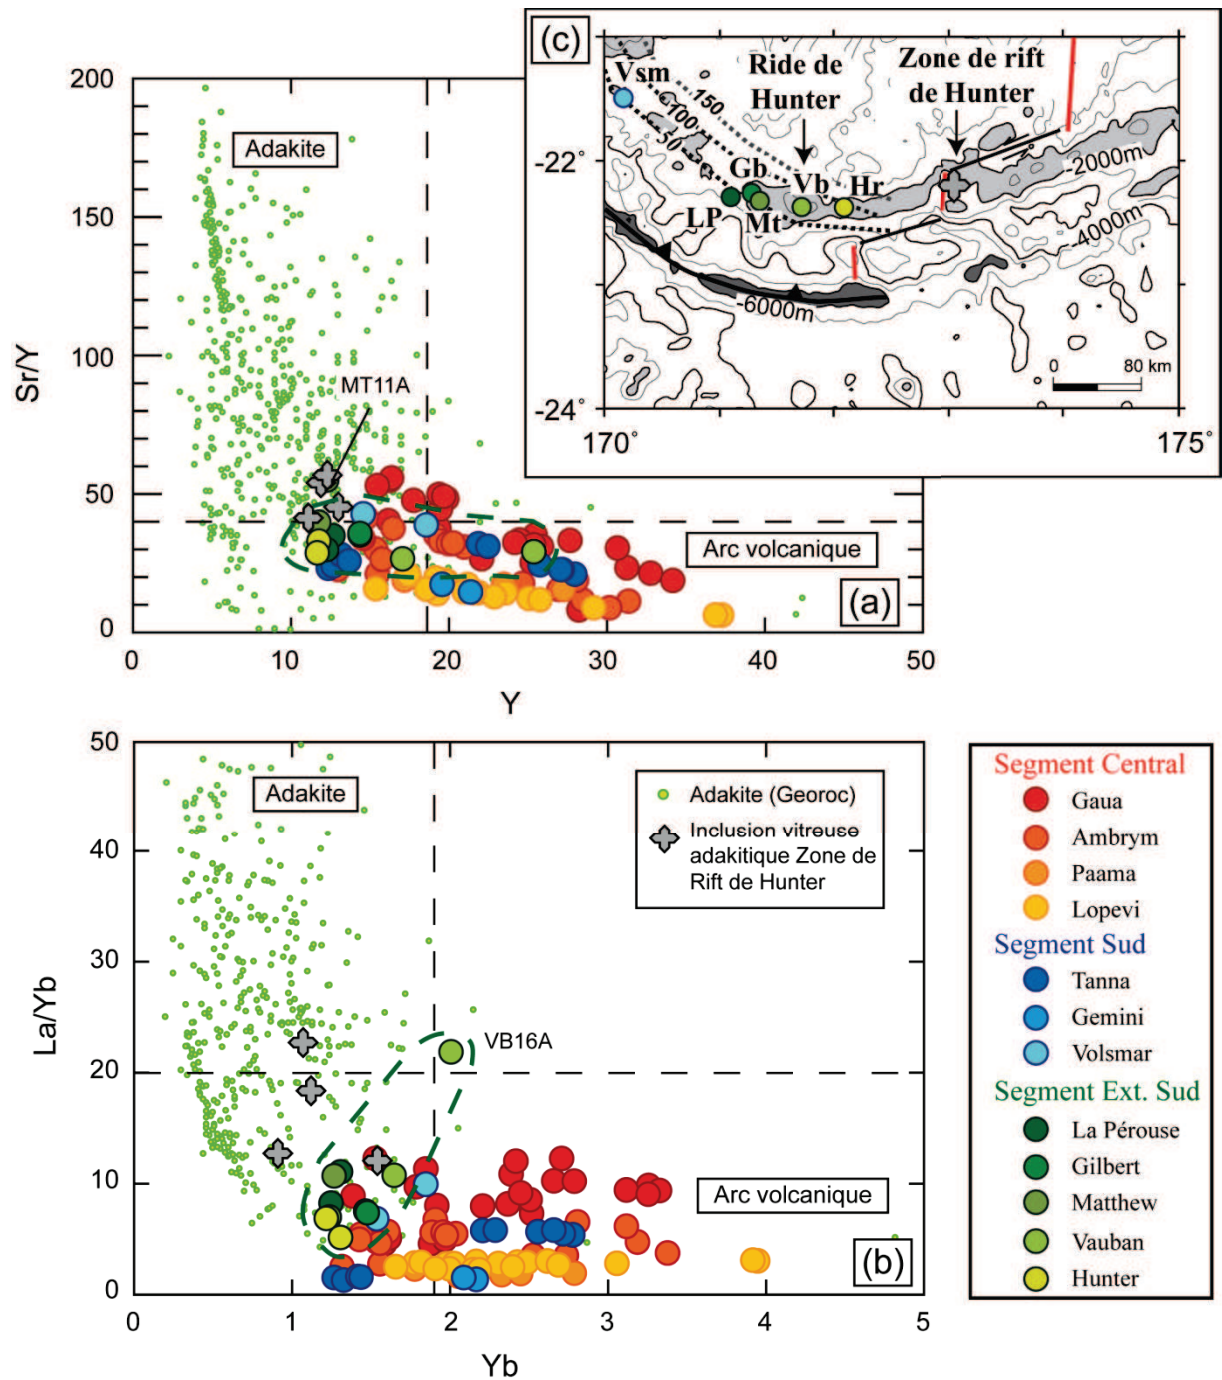 (c)
Vsm
Ride de
Hunter
Zone de rift
de Hunter
150
100
50
-22
Gb
Vb
Hr
LP
Mt
-2000m
-4000m
-6000m
0
80 km
-24
170°
175°
200
150
100
50
0
Sr/Y
Adakite
MT11A
Arc volcanique
(a)
0
10
20
30
40
50
Y
50
40
30
20
10
0
La/Yb
Adakite
Adakite (Georoc)
Inclusion vitreuse
adakitique Zone de
Rift de Hunter
VB16A
Arc volcanique
(b)
0
1
2
3
4
5
Yb
Segment Central
Gaua
Ambrym
Paama
Lopevi
Segment Sud
Tanna
Gemini
Volsmar
Segment Ext. Sud
La Pérouse
Gilbert
Matthew
Vauban
Hunter